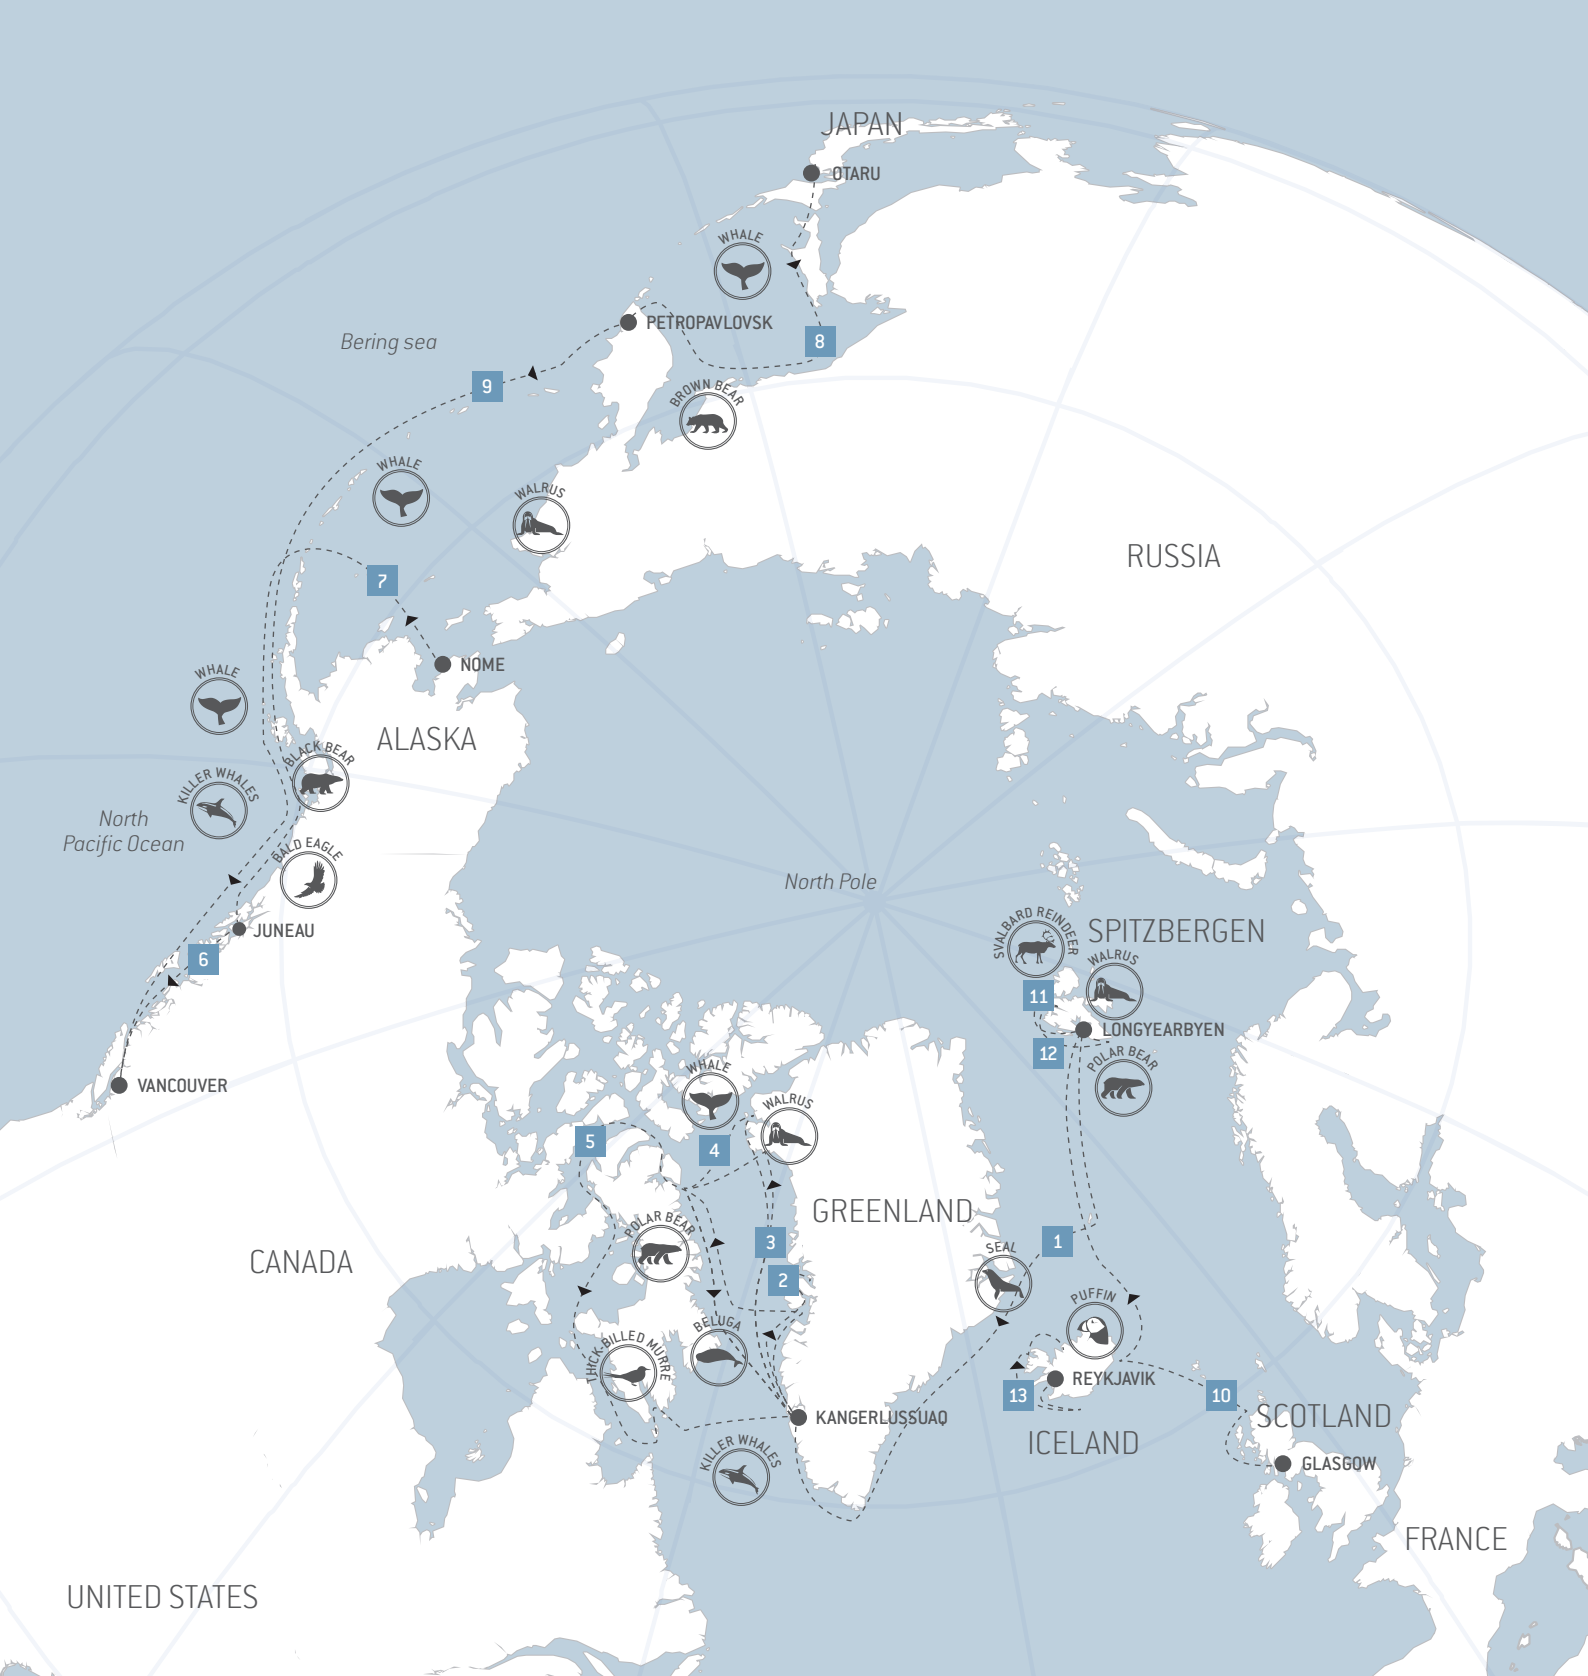 JAPAN
OTARU
WHALE
PETROPAVLOVSK
8
Bering sea
9
BROWN BEAR
WHALE
WALRUS
RUSSIA
7
NOME
WHALE
ALASKA
BLACK BEAR
KILLER WHALES
North
Pacific Ocean
BALD EAGLE
North Pole
JUNEAU
6
SVALBARD REINDEER
SPITZBERGEN
WALRUS
11
LONGYEARBYEN
12
POLAR BEAR
VANCOUVER
WHALE
WALRUS
5
4
GREENLAND
POLAR BEAR
3
1
SEAL
CANADA
2
PUFFIN
BELUGA
THICK-BILLED MURRE
REYKJAVIK
13
10
KANGERLUSSUAQ
SCOTLAND
ICELAND
KILLER WHALES
GLASGOW
FRANCE
UNITED STATES